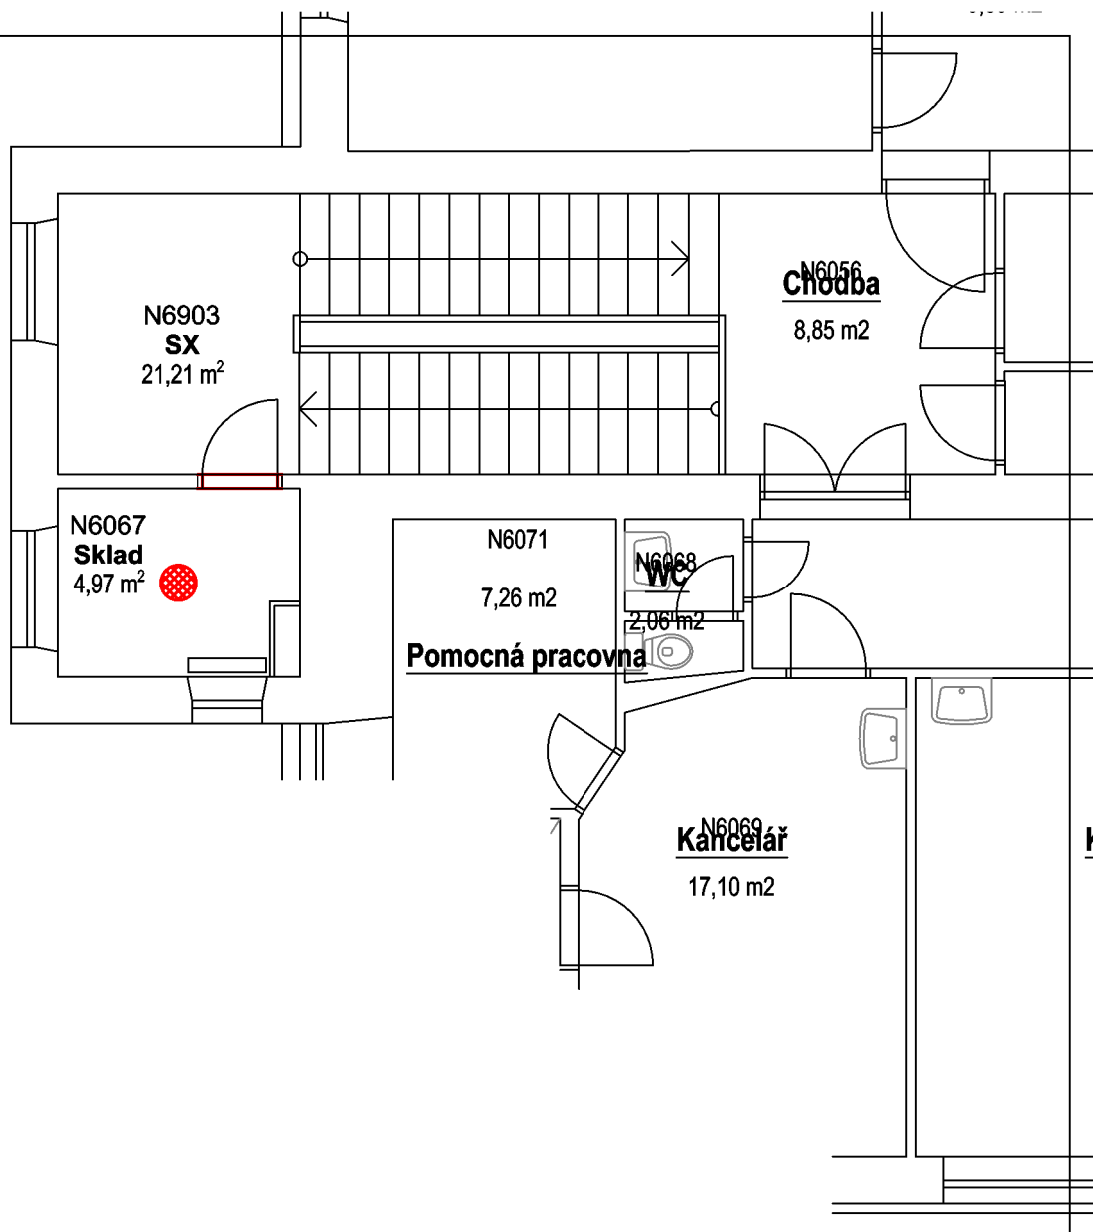 N6056
Chodba
8,85 m2
N6903
SX
21,21 m²
N6067
Sklad
4,97 m²
N6071
7,26 m2
Pomocná pracovna
N6068
WC
2,06 m2
N6069
Kancelář
17,10 m2